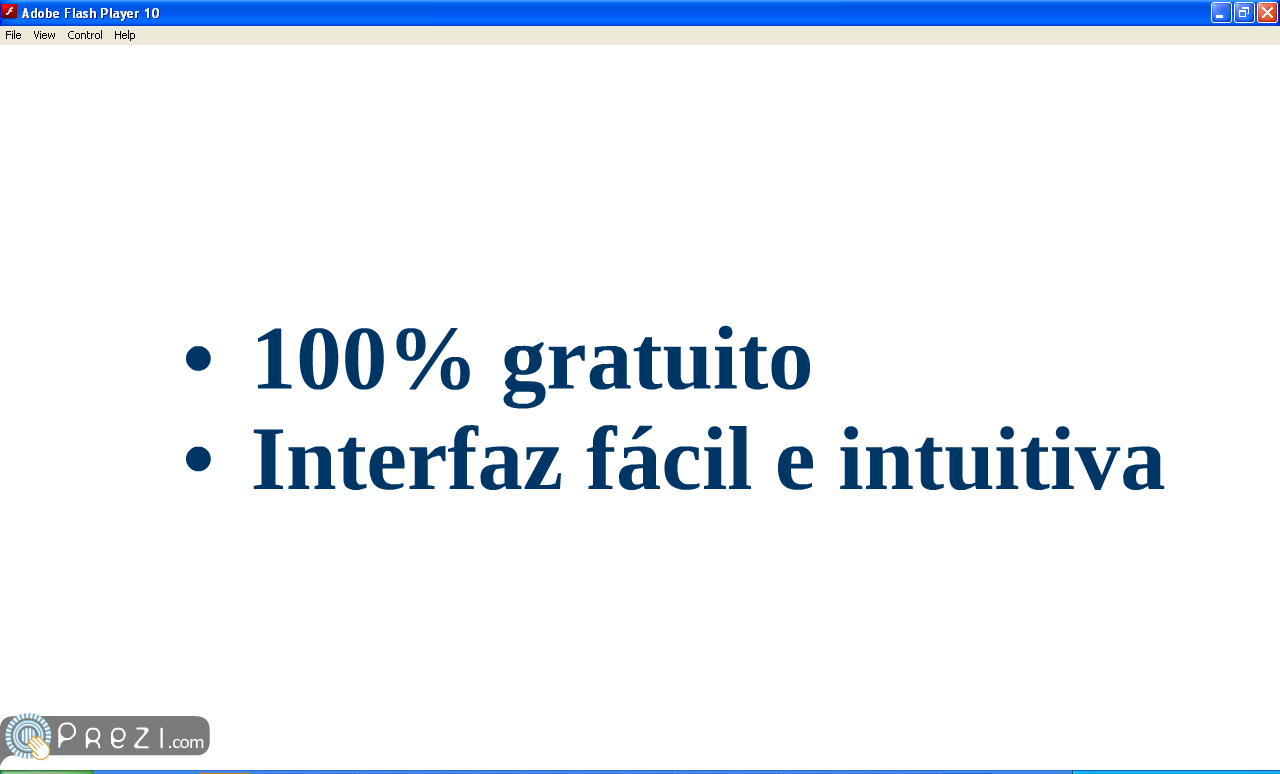 Adobe Flash Player 10
File View Control Help
• 100% gratuito
• Interfaz fácil e intuitiva
PREZI.com